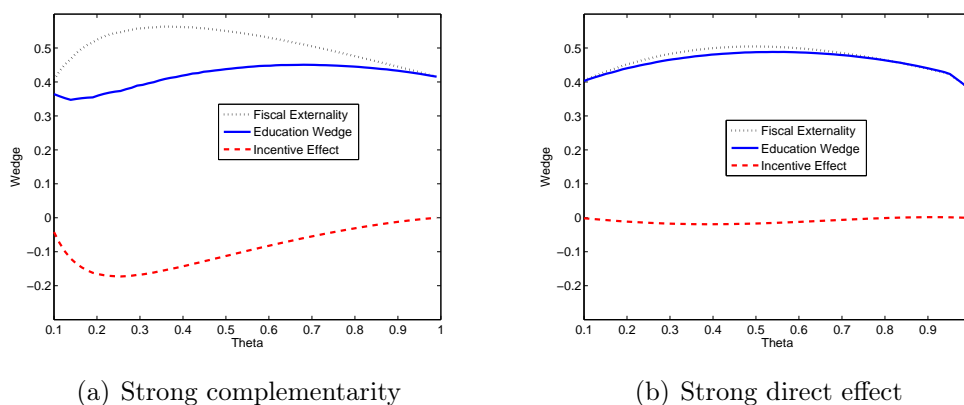 0.5
0.4
0.3
0.2
0.1
0
−0.1
−0.2
Wedge
0.1 0.2 0.3 0.4 0.5 0.6 0.7 0.8 0.9 1
Theta
Fiscal Externality
Education Wedge
Incentive Effect
(a) Strong complementarity
0.5
0.4
0.3
0.2
0.1
0
−0.1
−0.2
Wedge
0.1 0.2 0.3 0.4 0.5 0.6 0.7 0.8 0.9
Theta
Fiscal Externality
Education Wedge
Incentive Effect
(b) Strong direct effect